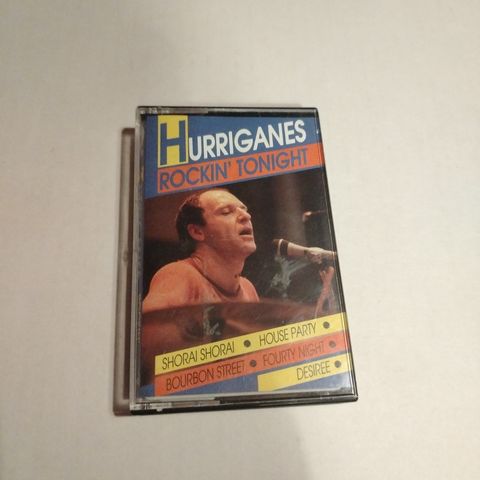 HURRIGANES
ROCKIN' TONIGHT
SHORAI SHORAI • HOUSE PARTY •
BOURBON STREET • FOURTY NIGHT •
DESIREE •